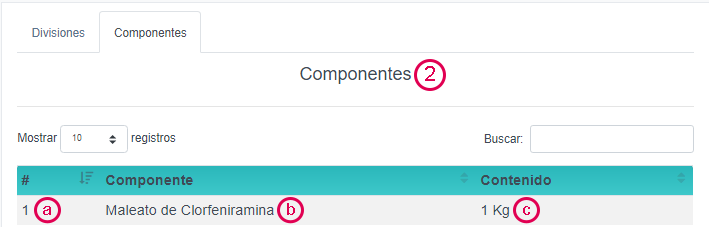 Divisiones Componentes
Componentes 2
Mostrar 10 registros Buscar:
# Componente Contenido
1 a Maleato de Clorfeniramina b 1 Kg c